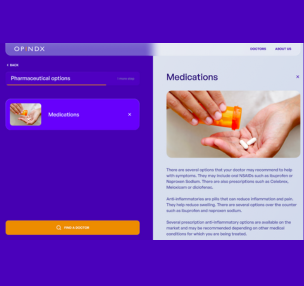 OPINDX
DOCTORS ABOUT US
< BACK
Pharmaceutical options
Medications ×
FIND A DOCTOR
Medications ×
There are several options that your doctor may recommend to help
with symptoms. They may include oral NSAIDs such as Ibuprofen or
Naproxen Sodium. There are also prescriptions such as Celebrex,
Meloxicam or diclofenac.
Anti-inflammatories are pills that can reduce inflammation and pain.
They help reduce swelling. There are several options over the counter
such as ibuprofen and naproxen sodium.
Several prescription anti-inflammatory options are available on the
market and may be recommended depending on other medical
conditions for which you are being treated.